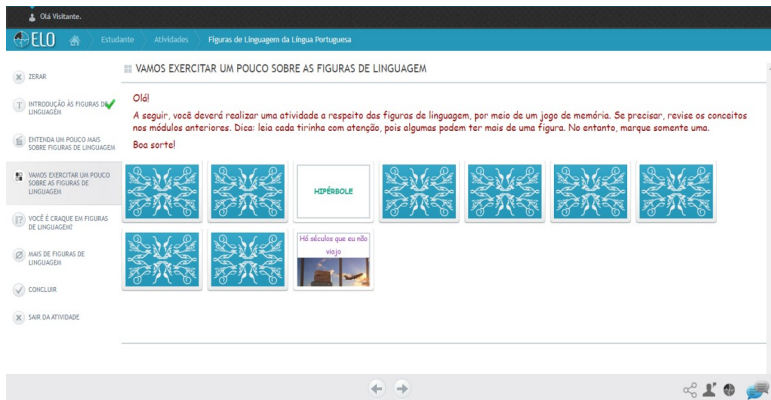 Olá Visitante.
ELO
Estudante
Atividades
Figuras de Linguagem da Língua Portuguesa
ZERAR
INTRODUÇÃO ÀS FIGURAS DE
LINGUAGEM
ENTENDA UM POUCO MAIS
SOBRE FIGURAS DE LINGUAGEM
VAMOS EXERCITAR UM POUCO
SOBRE AS FIGURAS DE
LINGUAGEM
VOCÊ É CRAQUE EM FIGURAS
DE LINGUAGEM?
MAIS DE FIGURAS DE
LINGUAGEM
CONCLUIR
SAIR DA ATIVIDADE
VAMOS EXERCITAR UM POUCO SOBRE AS FIGURAS DE LINGUAGEM
Olá!
A seguir, você deverá realizar uma atividade a respeito das figuras de linguagem, por meio de um jogo de memória. Se precisar, revise os conceitos
nos módulos anteriores. Dica: leia cada tirinha com atenção, pois algumas podem ter mais de uma figura. No entanto, marque somente uma.
Boa sorte!
HIPÉRBOLE
Há séculos que eu não
viajo